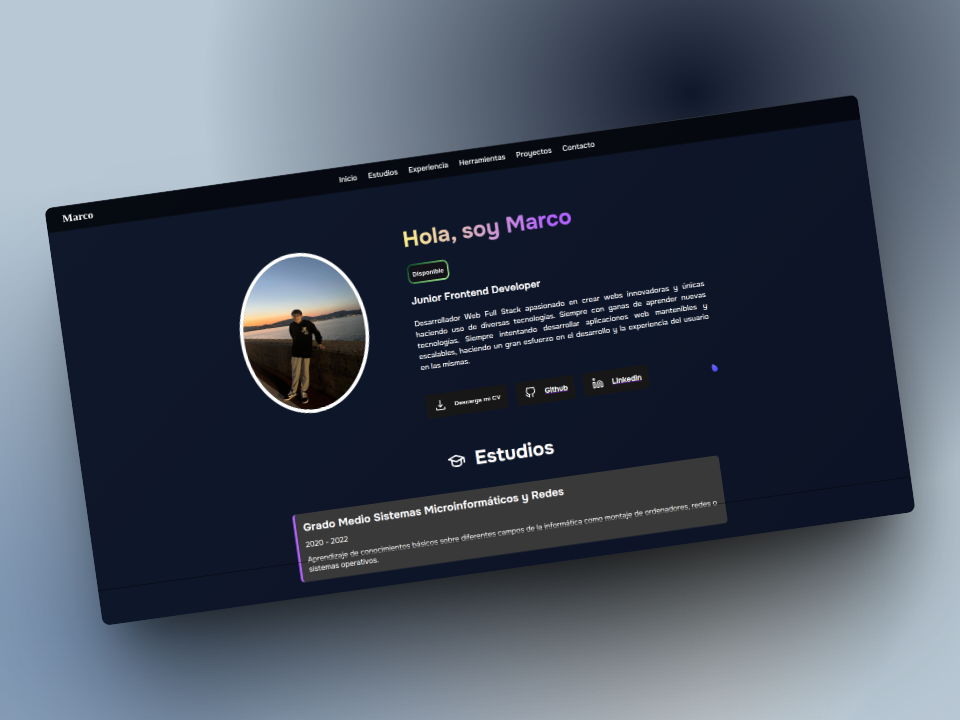 Marco
Inicio Estudios Experiencia Herramientas Proyectos Contacto
Hola, soy Marco
Disponible
Junior Frontend Developer
Desarrollador Web Full Stack apasionado en crear webs innovadoras y únicas
haciendo uso de diversas tecnologías. Siempre con ganas de aprender nuevas
tecnologías. Siempre intentando desarrollar aplicaciones web mantenibles y
escalables, haciendo un gran esfuerzo en el desarrollo y la experiencia del usuario
en las mismas.
Descarga mi CV Github LinkedIn
Estudios
Grado Medio Sistemas Microinformáticos y Redes
2020 - 2022
Aprendizaje de conocimientos básicos sobre diferentes campos de la informática como montaje de ordenadores, redes o
sistemas operativos.